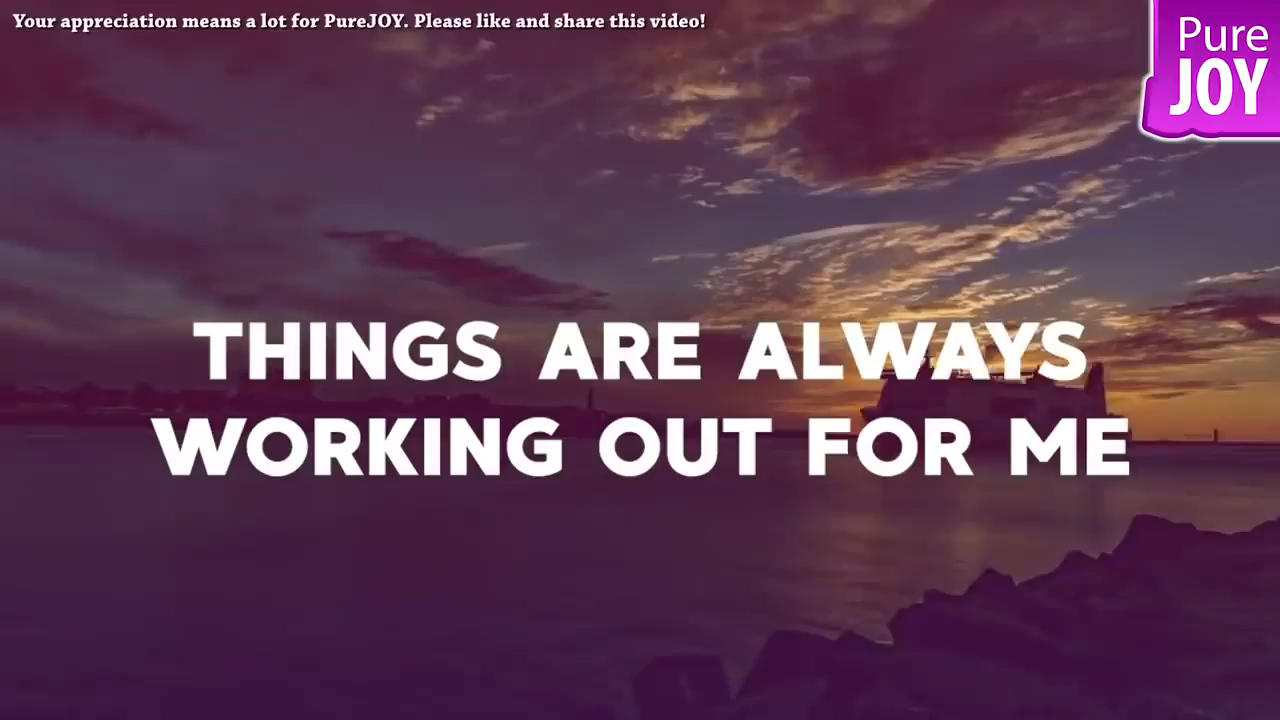 Your appreciation means a lot for PureJOY. Please like and share this video!
Pure
JOY
THINGS ARE ALWAYS
WORKING OUT FOR ME